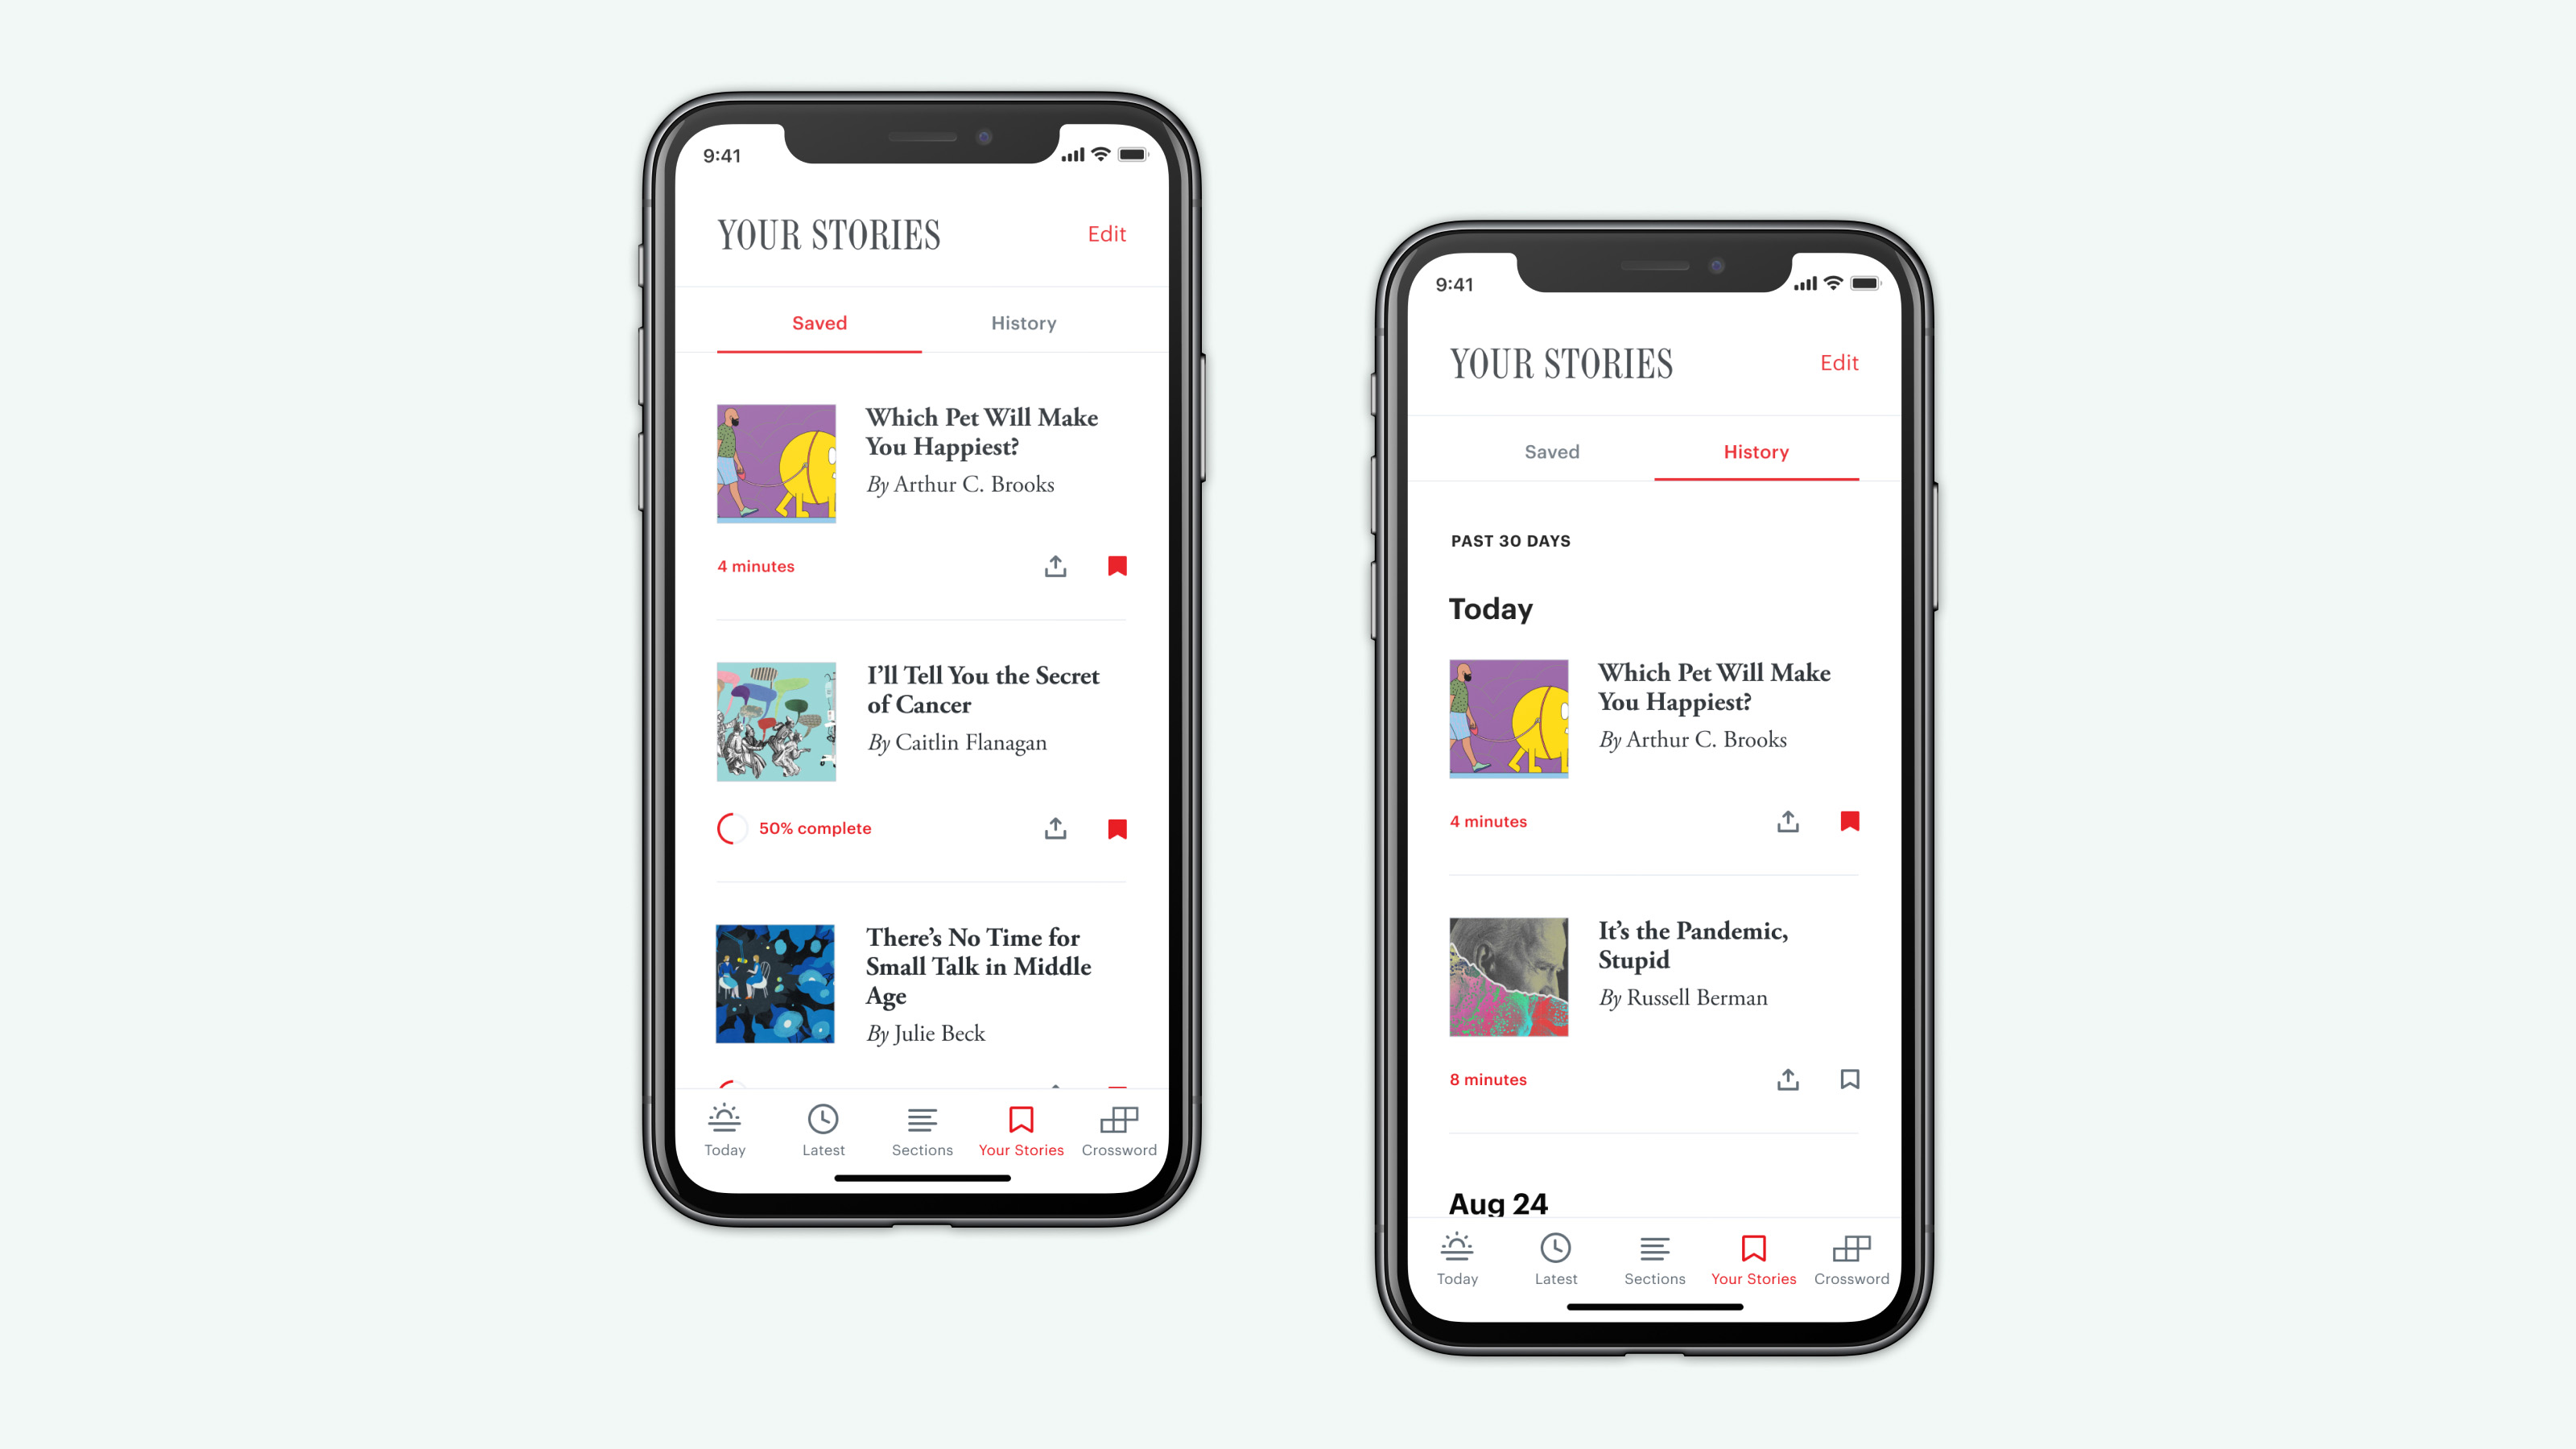 9:41
YOUR STORIES
Edit
Saved
History
Which Pet Will Make
You Happiest?
By Arthur C. Brooks
4 minutes
I’ll Tell You the Secret
of Cancer
By Caitlin Flanagan
50% complete
There’s No Time for
Small Talk in Middle
Age
By Julie Beck
Today
Latest
Sections
Your Stories
Crossword
9:41
YOUR STORIES
Edit
Saved
History
PAST 30 DAYS
Today
Which Pet Will Make
You Happiest?
By Arthur C. Brooks
4 minutes
It’s the Pandemic,
Stupid
By Russell Berman
8 minutes
Aug 24
Today
Latest
Sections
Your Stories
Crossword